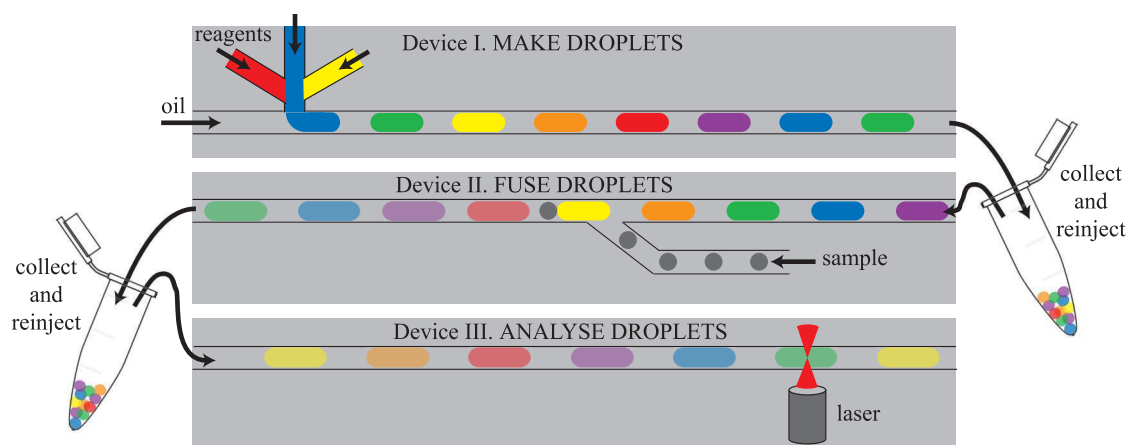 Device I. MAKE DROPLETS
reagents
oil
collect
and
reinject
Device II. FUSE DROPLETS
sample
collect
and
reinject
Device III. ANALYSE DROPLETS
laser